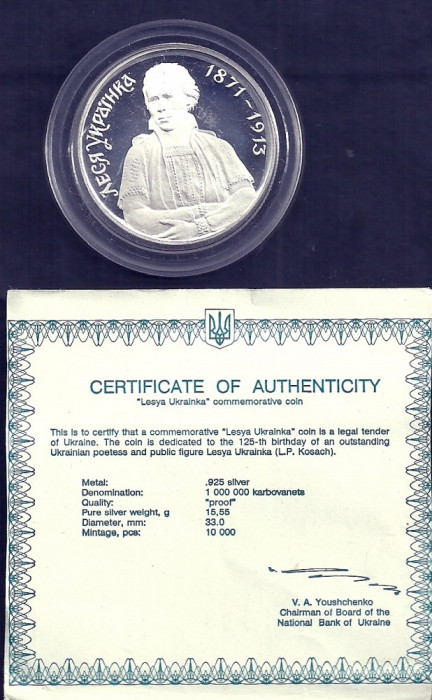 ЛЕСЯ УКРАЇНКА 1871-1913
CERTIFICATE OF AUTHENTICITY
"Lesya Ukrainka" commemorative coin
This is to certify that a commemorative "Lesya Ukrainka" coin is a legal tender
of Ukraine. The coin is dedicated to the 125-th birthday of an outstanding
Ukrainian poetess and public figure Lesya Ukrainka (L.P. Kosach).
Metal: .925 silver
Denomination: 1 000 000 karbovanets
Quality: "proof"
Pure silver weight, g 15,55
Diameter, mm: 33.0
Mintage, pcs: 10 000
V. A. Youshchenko
Chairman of Board of the
National Bank of Ukraine